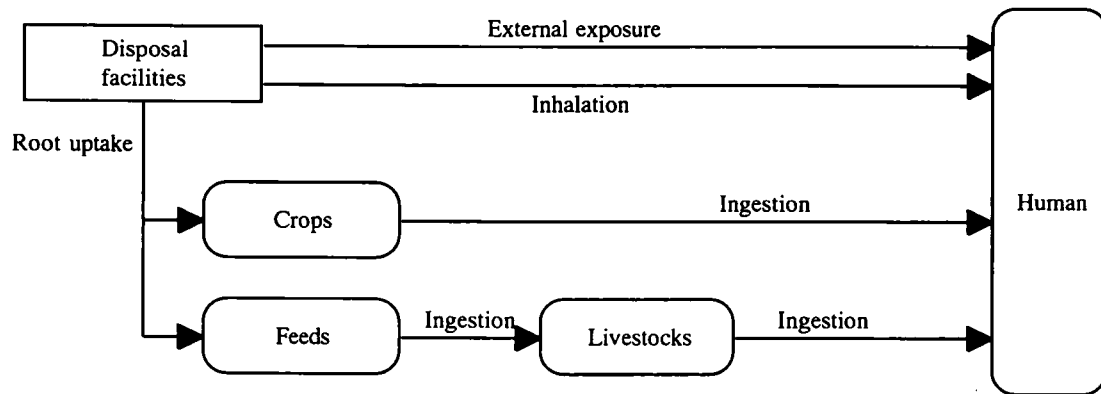 External exposure
Disposal
facilities
Inhalation
Root uptake
Crops
Ingestion
Human
Feeds
Ingestion
Livestocks
Ingestion